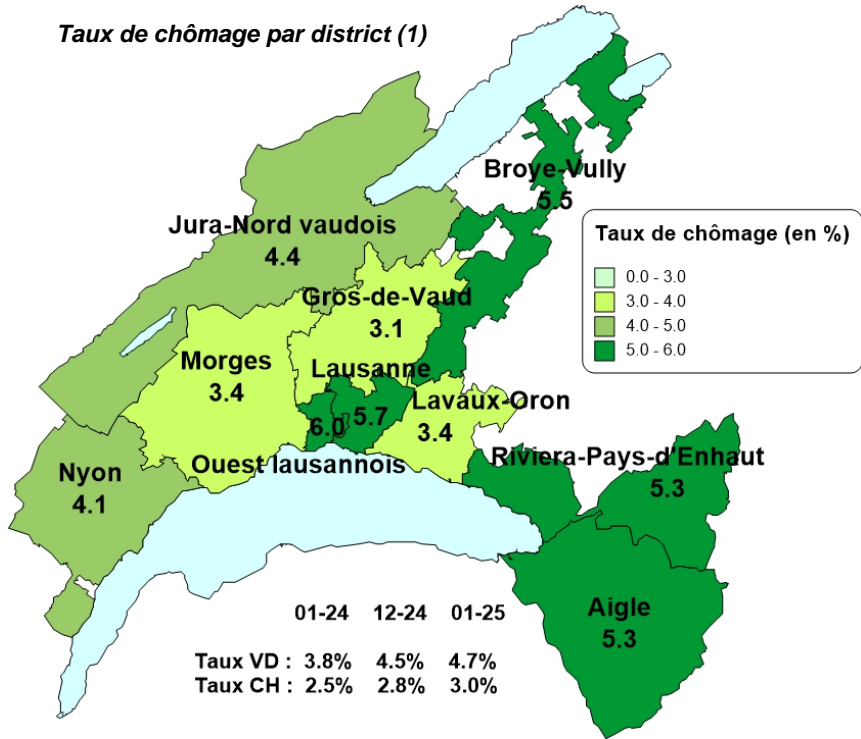 Taux de chômage par district (1)
Broye-Vully
5.5
Jura-Nord vaudois
4.4
Taux de chômage (en %)
0.0 - 3.0
3.0 - 4.0
4.0 - 5.0
5.0 - 6.0
Gros-de-Vaud
3.1
Morges
3.4
Lausanne
5.7
6.0
Ouest lausannois
Lavaux-Oron
3.4
Riviera-Pays-d'Enhaut
5.3
Nyon
4.1
Aigle
5.3
01-24 12-24 01-25
Taux VD : 3.8% 4.5% 4.7%
Taux CH : 2.5% 2.8% 3.0%